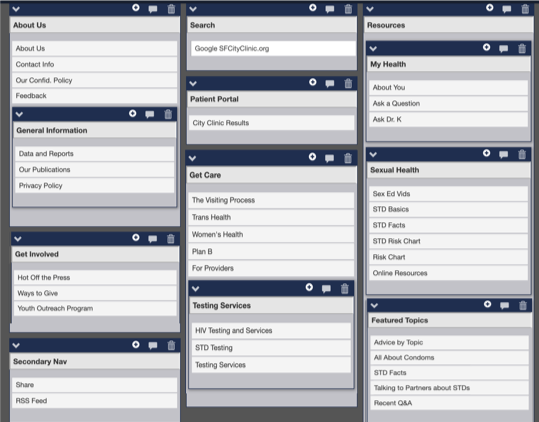 About Us
About Us
Contact Info
Our Confid. Policy
Feedback
General Information
Data and Reports
Our Publications
Privacy Policy
Get Involved
Hot Off the Press
Ways to Give
Youth Outreach Program
Secondary Nav
Share
RSS Feed
Search
Google SFCityClinic.org
Patient Portal
City Clinic Results
Get Care
The Visiting Process
Trans Health
Women's Health
Plan B
For Providers
Testing Services
HIV Testing and Services
STD Testing
Testing Services
Resources
My Health
About You
Ask a Question
Ask Dr. K
Sexual Health
Sex Ed Vids
STD Basics
STD Facts
STD Risk Chart
Risk Chart
Online Resources
Featured Topics
Advice by Topic
All About Condoms
STD Facts
Talking to Partners about STDs
Recent Q&A